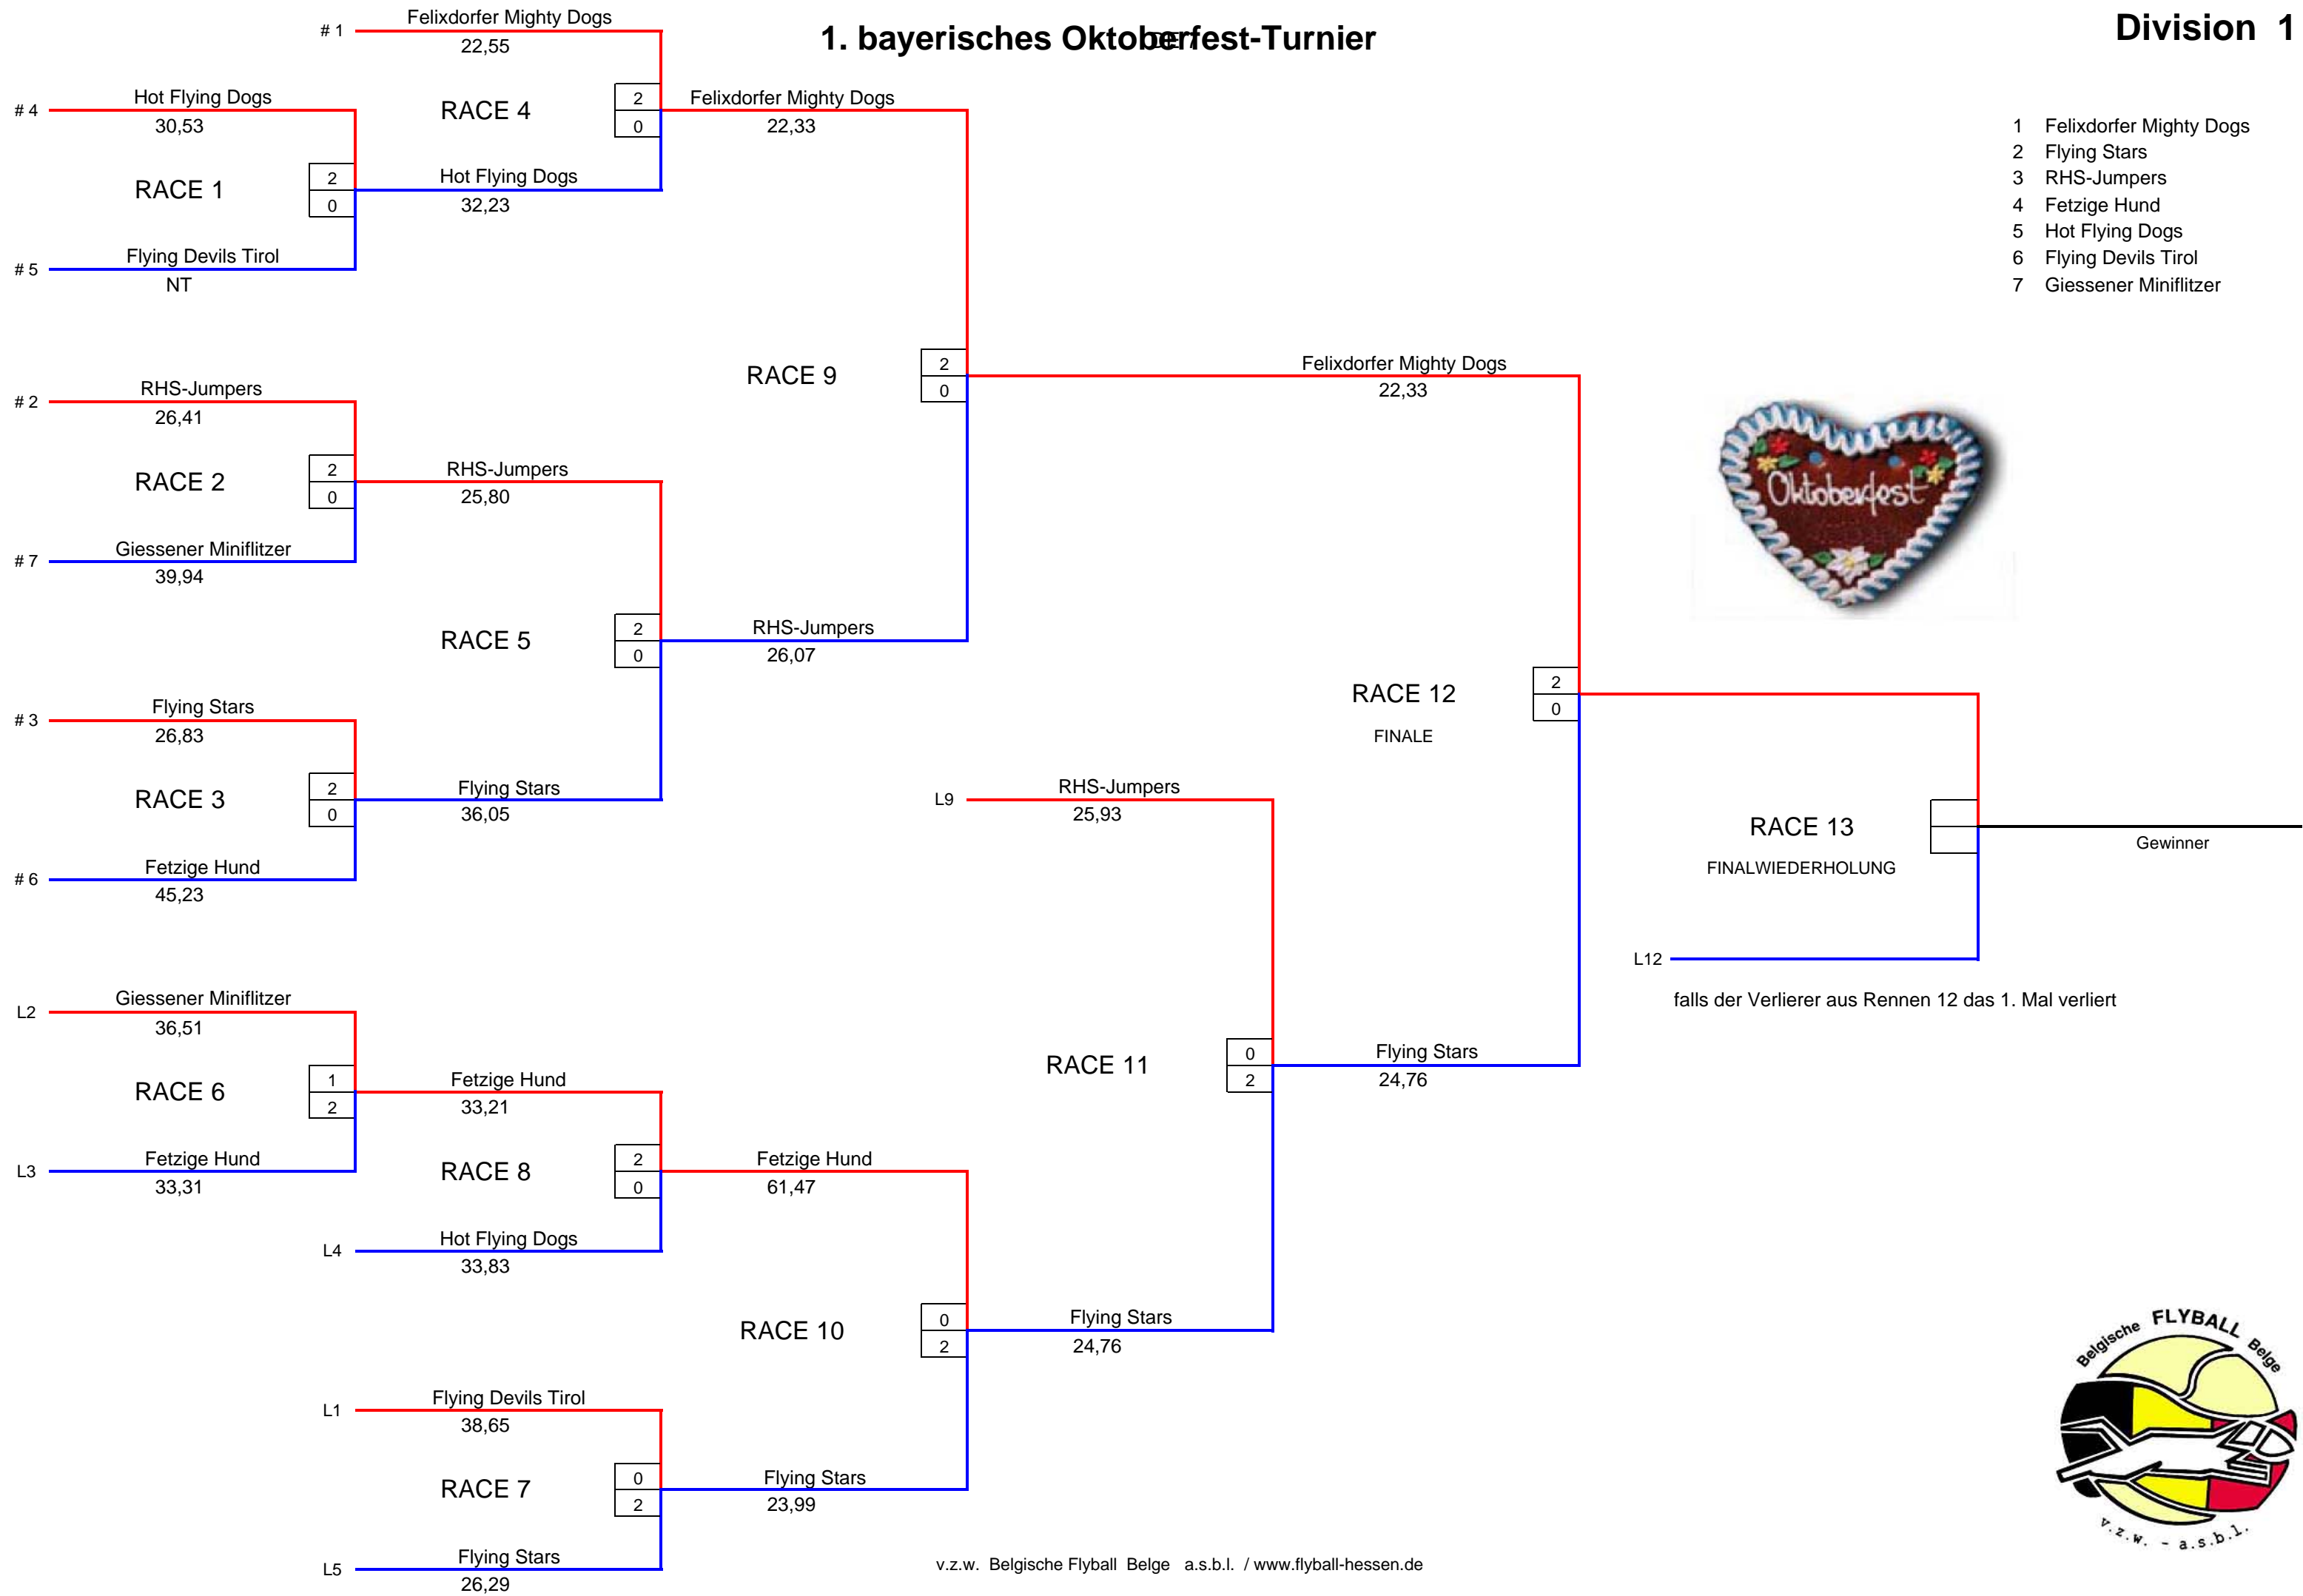 1. bayerisches Oktoberfest-Turnier
Division 1
# 1
Felixdorfer Mighty Dogs
22,55
# 4
Hot Flying Dogs
30,53
RACE 4
2
0
Felixdorfer Mighty Dogs
22,33
RACE 1
2
0
Hot Flying Dogs
32,23
# 5
Flying Devils Tirol
NT
1 Felixdorfer Mighty Dogs
2 Flying Stars
3 RHS-Jumpers
4 Fetzige Hund
5 Hot Flying Dogs
6 Flying Devils Tirol
7 Giessener Miniflitzer
RACE 9
2
0
Felixdorfer Mighty Dogs
22,33
# 2
RHS-Jumpers
26,41
RACE 2
2
0
RHS-Jumpers
25,80
# 7
Giessener Miniflitzer
39,94
Oktoberfest
RACE 5
2
0
RHS-Jumpers
26,07
# 3
Flying Stars
26,83
RACE 3
2
0
Flying Stars
36,05
# 6
Fetzige Hund
45,23
RACE 12
FINALE
2
0
L9
RHS-Jumpers
25,93
RACE 13
FINALWIEDERHOLUNG
Gewinner
L12
falls der Verlierer aus Rennen 12 das 1. Mal verliert
L2
Giessener Miniflitzer
36,51
RACE 6
1
2
Fetzige Hund
33,21
L3
Fetzige Hund
33,31
RACE 8
2
0
Fetzige Hund
61,47
L4
Hot Flying Dogs
33,83
RACE 11
0
2
Flying Stars
24,76
RACE 10
0
2
Flying Stars
24,76
L1
Flying Devils Tirol
38,65
RACE 7
0
2
Flying Stars
23,99
L5
Flying Stars
26,29
Belgische FLYBALL Belge
v.z.w. - a.s.b.l.
v.z.w. Belgische Flyball Belge a.s.b.l. / www.flyball-hessen.de